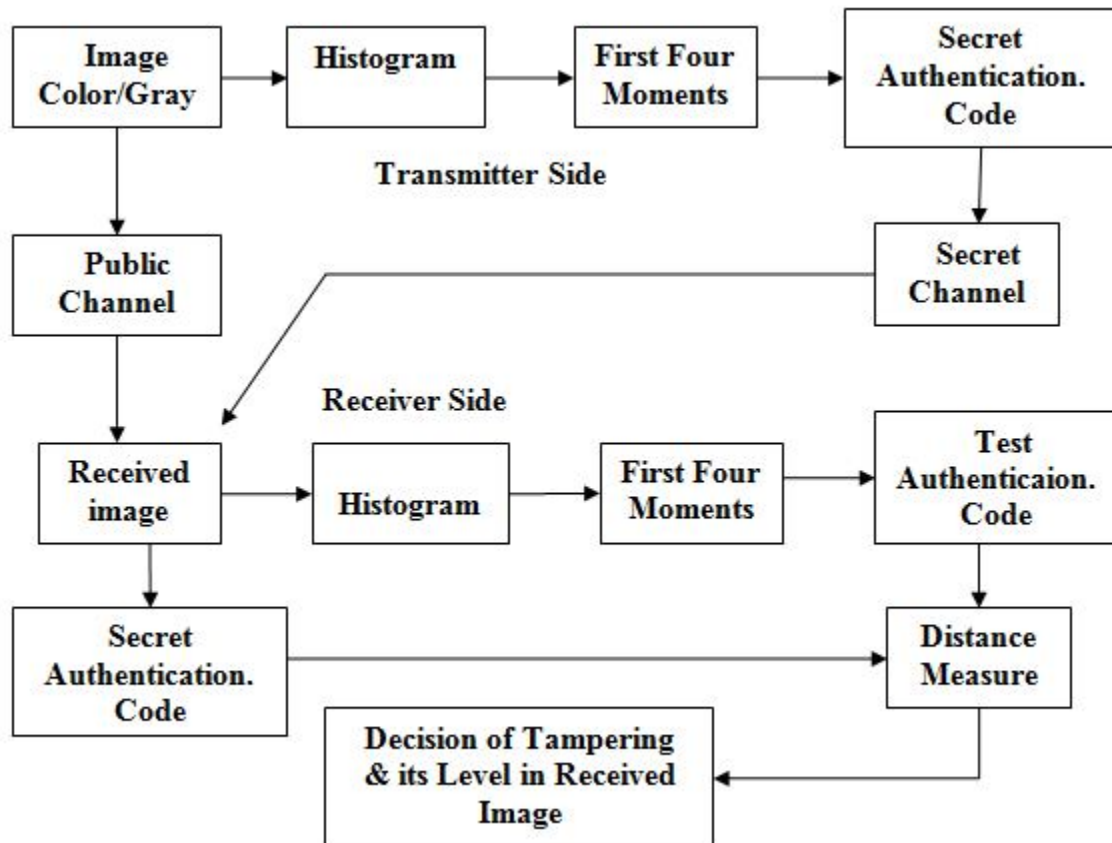 Image
Color/Gray
Histogram
First Four
Moments
Secret
Authentication.
Code
Transmitter Side
Public
Channel
Secret
Channel
Receiver Side
Received
image
Histogram
First Four
Moments
Test
Authenticaion.
Code
Secret
Authentication.
Code
Distance
Measure
Decision of Tampering
& its Level in Received
Image